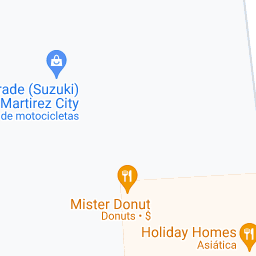 rade (Suzuki)
Martirez City
de motocicletas
Mister Donut
Donuts • $
Holiday Homes
Asiática